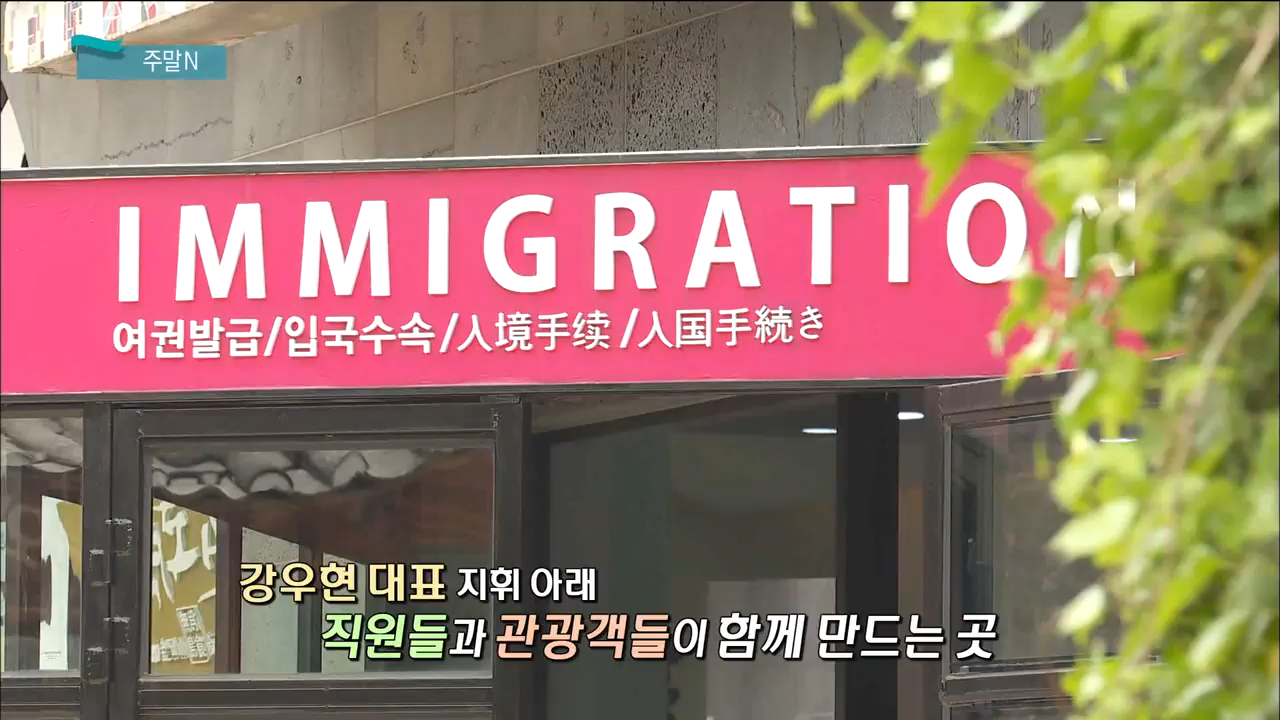 주말N
IMMIGRATION
여권발급/입국수속/入境手续/入国手続き
강우현 대표 지휘 아래
직원들과 관광객들이 함께 만드는 곳